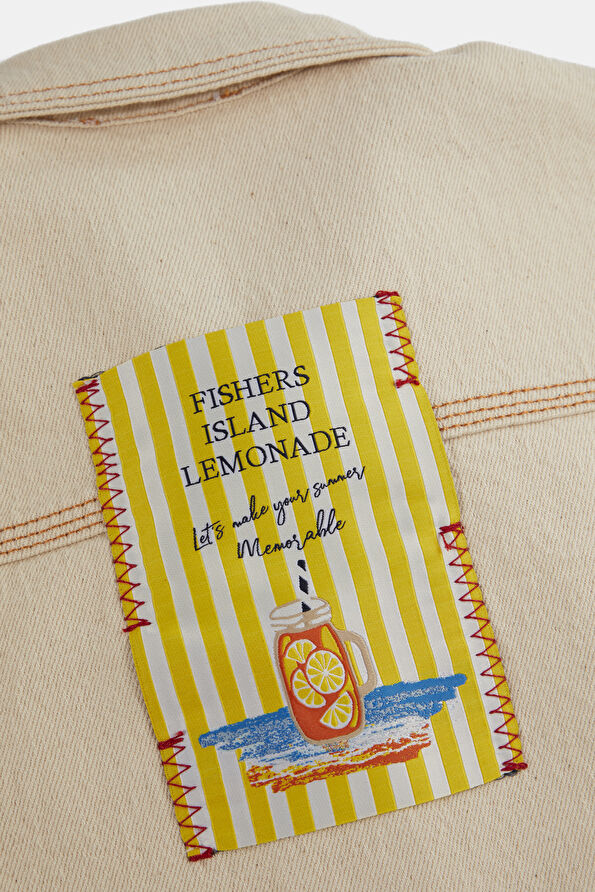 FISHERS
ISLAND
LEMONADE
Let's make your summer
Memorable